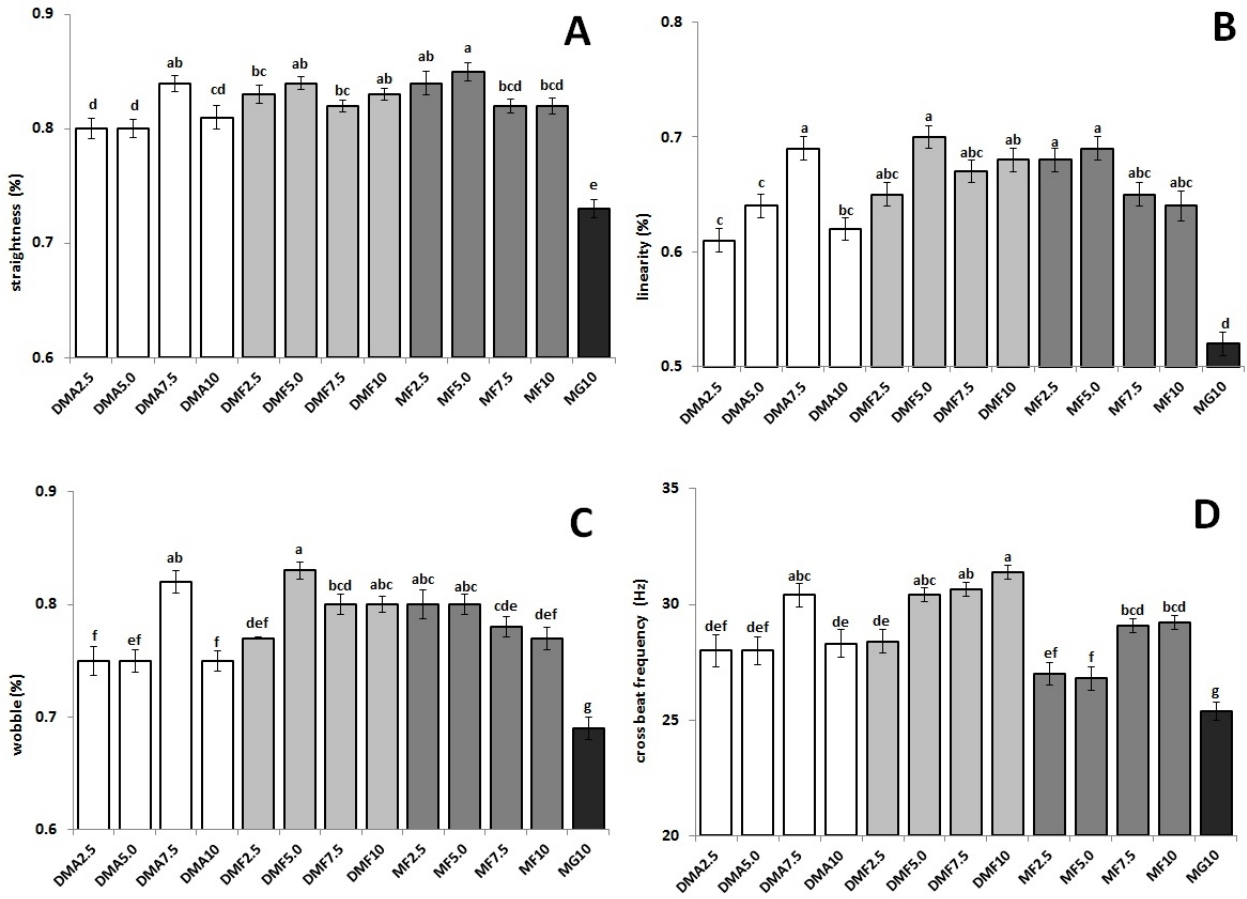 A
straightness (%)
0.9
0.8
0.7
0.6
d d ab cd bc ab bc ab ab a bcd bcd e
DMA2.5 DMA5.0 DMA7.5 DMA10 DMF2.5 DMF5.0 DMF7.5 DMF10 MF2.5 MF5.0 MF7.5 MF10 MG10
B
linearity (%)
0.8
0.7
0.6
0.5
c c a bc abc a abc ab a a abc abc d
DMA2.5 DMA5.0 DMA7.5 DMA10 DMF2.5 DMF5.0 DMF7.5 DMF10 MF2.5 MF5.0 MF7.5 MF10 MG10
C
wobble (%)
0.9
0.8
0.7
0.6
f ef ab f def a bcd abc abc abc cde def g
DMA2.5 DMA5.0 DMA7.5 DMA10 DMF2.5 DMF5.0 DMF7.5 DMF10 MF2.5 MF5.0 MF7.5 MF10 MG10
D
cross beat frequency (Hz)
35
30
25
20
def def abc de de abc ab a ef f bcd bcd g
DMA2.5 DMA5.0 DMA7.5 DMA10 DMF2.5 DMF5.0 DMF7.5 DMF10 MF2.5 MF5.0 MF7.5 MF10 MG10